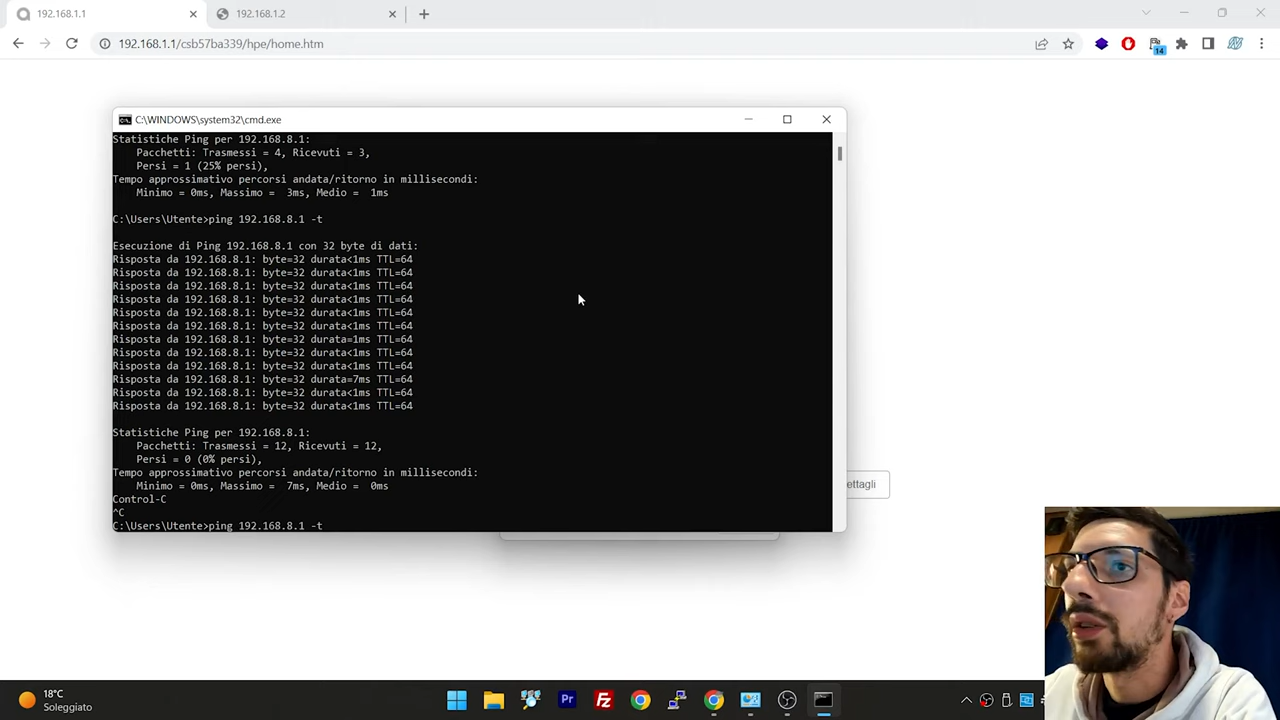 192.168.1.1
192.168.1.2
192.168.1.1/csb57ba339/hpe/home.htm
14
C:\WINDOWS\system32\cmd.exe
Statistiche Ping per 192.168.8.1:
Pacchetti: Trasmessi = 4, Ricevuti = 3,
Persi = 1 (25% persi),
Tempo approssimativo percorsi andata/ritorno in millisecondi:
Minimo = 0ms, Massimo =  3ms, Medio =  1ms
C:\Users\Utente>ping 192.168.8.1 -t
Esecuzione di Ping 192.168.8.1 con 32 byte di dati:
Risposta da 192.168.8.1: byte=32 durata<1ms TTL=64
Risposta da 192.168.8.1: byte=32 durata<1ms TTL=64
Risposta da 192.168.8.1: byte=32 durata<1ms TTL=64
Risposta da 192.168.8.1: byte=32 durata<1ms TTL=64
Risposta da 192.168.8.1: byte=32 durata<1ms TTL=64
Risposta da 192.168.8.1: byte=32 durata<1ms TTL=64
Risposta da 192.168.8.1: byte=32 durata=1ms TTL=64
Risposta da 192.168.8.1: byte=32 durata<1ms TTL=64
Risposta da 192.168.8.1: byte=32 durata<1ms TTL=64
Risposta da 192.168.8.1: byte=32 durata=7ms TTL=64
Risposta da 192.168.8.1: byte=32 durata<1ms TTL=64
Risposta da 192.168.8.1: byte=32 durata<1ms TTL=64
Statistiche Ping per 192.168.8.1:
Pacchetti: Trasmessi = 12, Ricevuti = 12,
Persi = 0 (0% persi),
Tempo approssimativo percorsi andata/ritorno in millisecondi:
Minimo = 0ms, Massimo =  7ms, Medio =  0ms
Control-C
^C
C:\Users\Utente>ping 192.168.8.1 -t
ettagli
18°C
Soleggiato
Pr
Fz